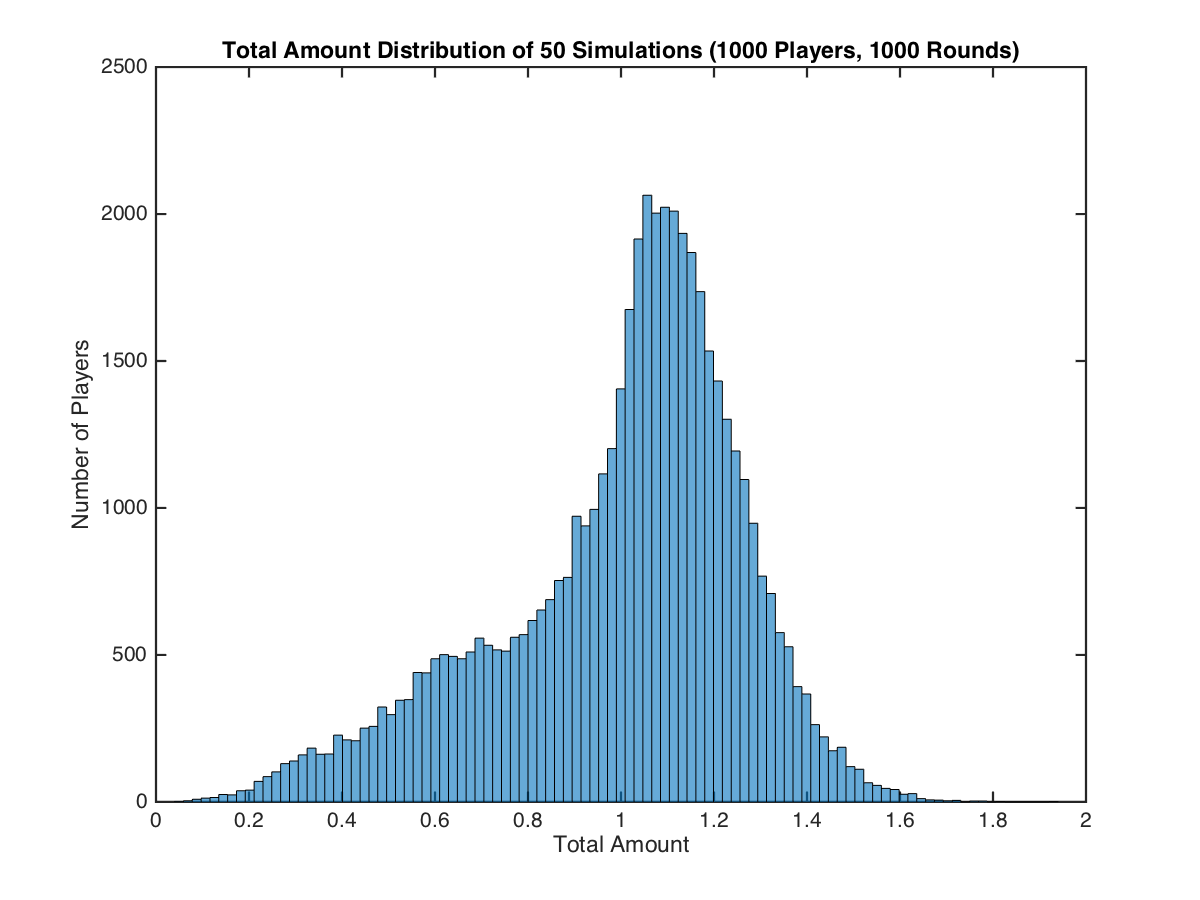 Total Amount Distribution of 50 Simulations (1000 Players, 1000 Rounds)
2500
2000
1500
1000
500
0
Number of Players
0 0.2 0.4 0.6 0.8 1 1.2 1.4 1.6 1.8 2
Total Amount